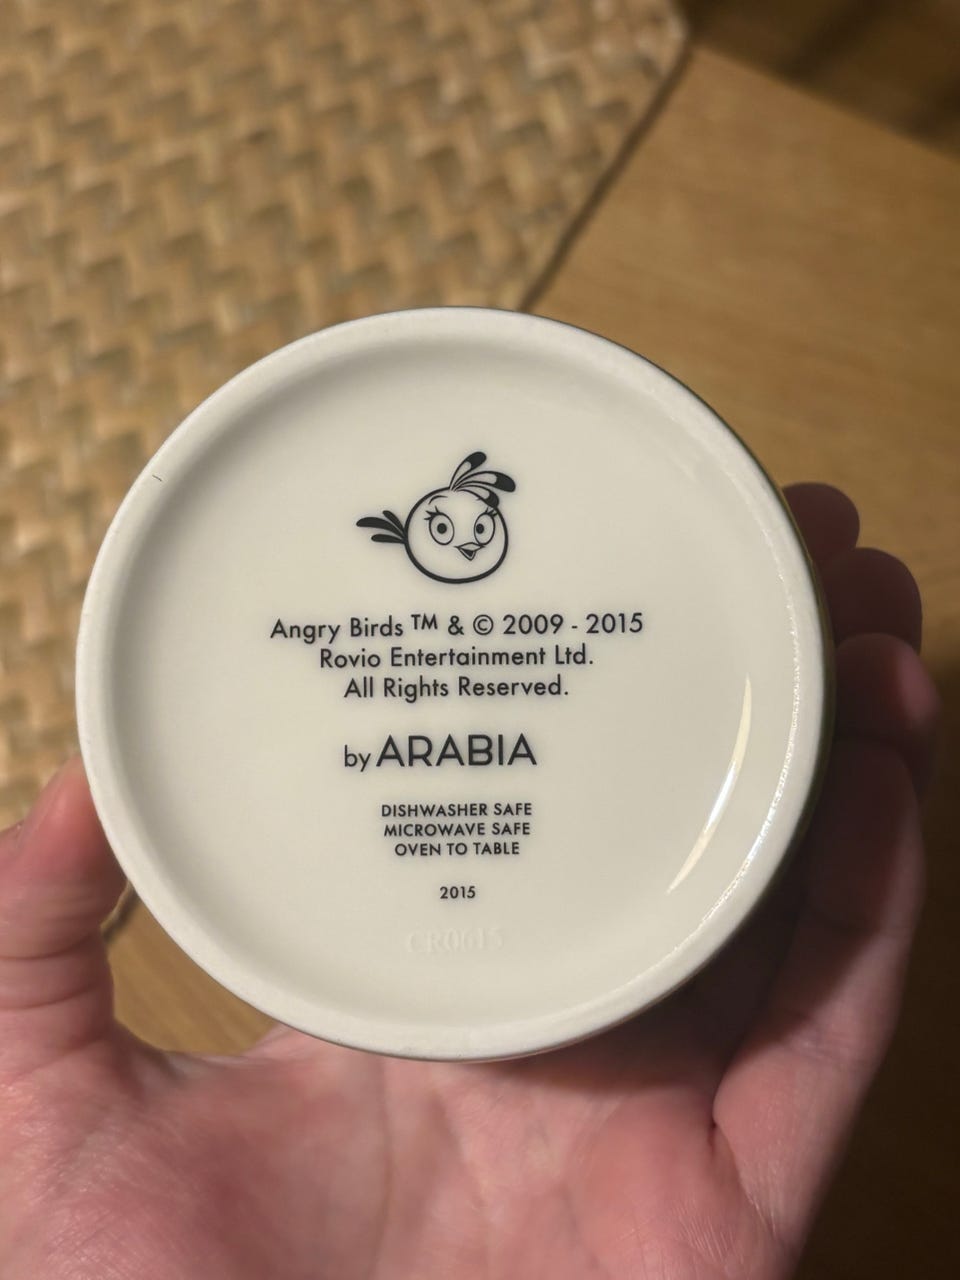 Angry Birds ™ & © 2009 - 2015
Rovio Entertainment Ltd.
All Rights Reserved.
by ARABIA
DISHWASHER SAFE
MICROWAVE SAFE
OVEN TO TABLE
2015
CR0615